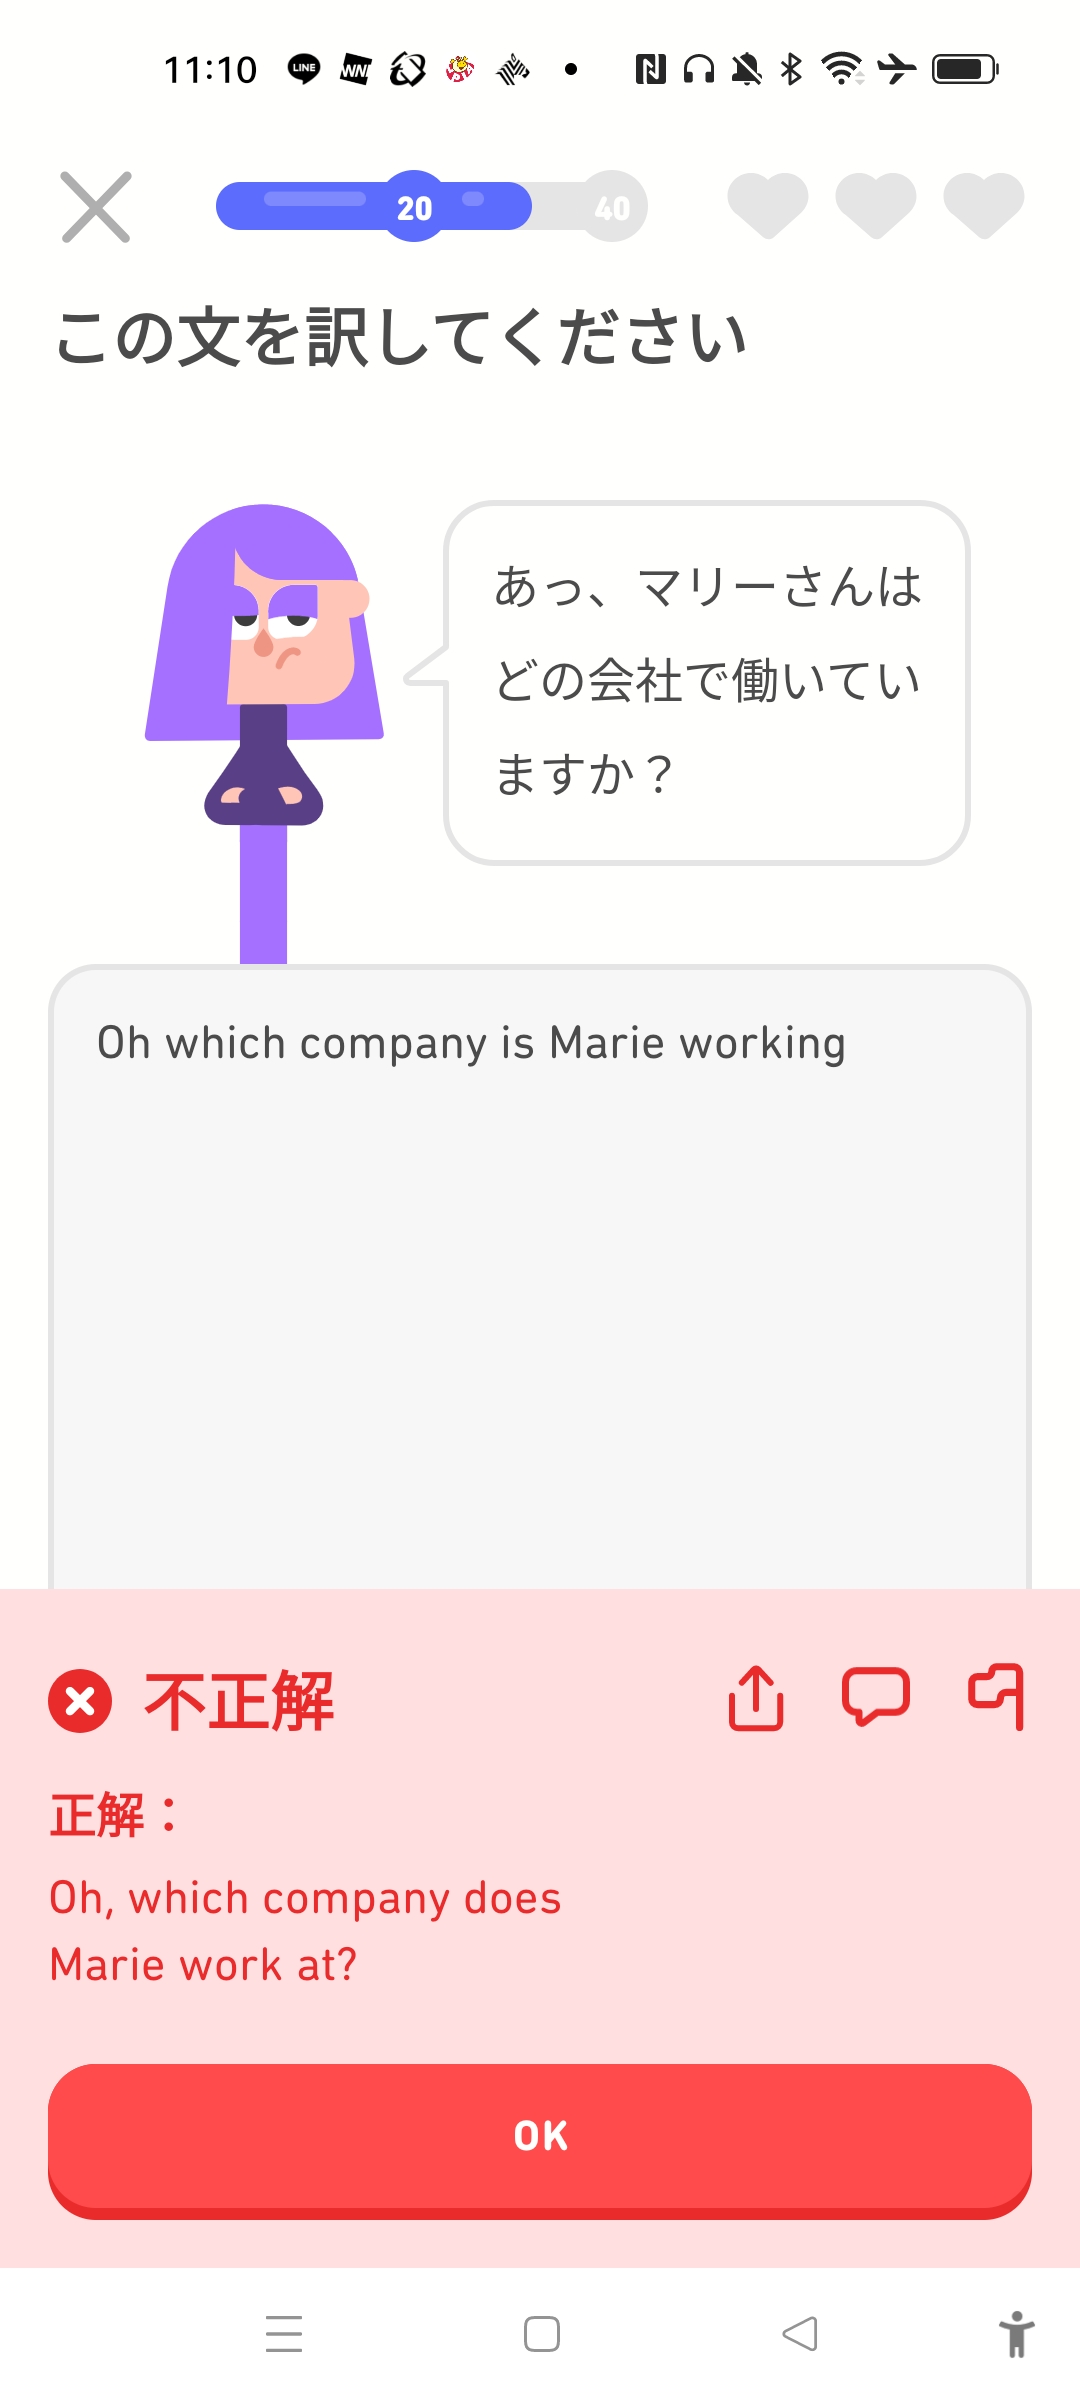 11:10
LINE
WNI
20
40
この文を訳してください
あっ、マリーさんは
どの会社で働いてい
ますか？
Oh which company is Marie working
不正解
正解：
Oh, which company does
Marie work at?
OK